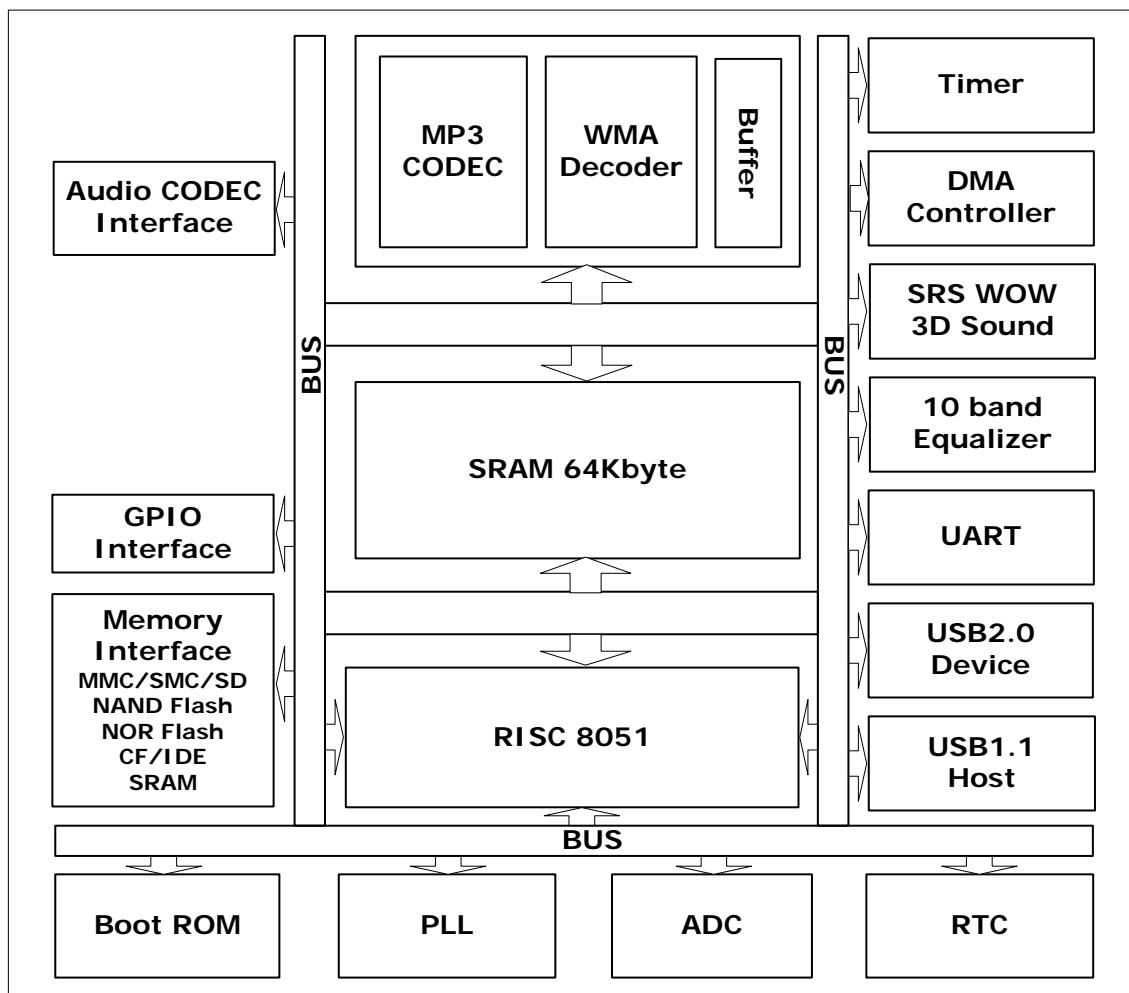 MP3
CODEC
WMA
Decoder
Buffer
Timer
Audio CODEC
Interface
DMA
Controller
SRS WOW
3D Sound
BUS
BUS
10 band
Equalizer
SRAM 64Kbyte
GPIO
Interface
UART
Memory
Interface
MMC/SMC/SD
NAND Flash
NOR Flash
CF/IDE
SRAM
RISC 8051
USB2.0
Device
USB1.1
Host
BUS
Boot ROM
PLL
ADC
RTC